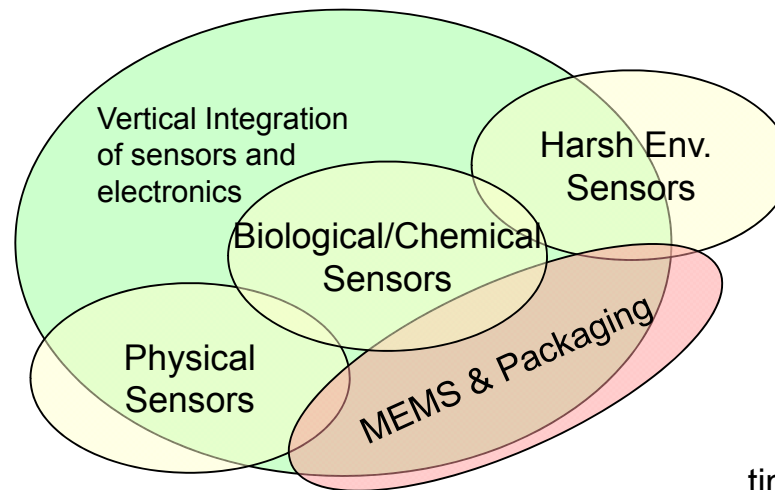 Vertical Integration
of sensors and
electronics
Harsh Env.
Sensors
Biological/Chemical
Sensors
Physical
Sensors
MEMS & Packaging